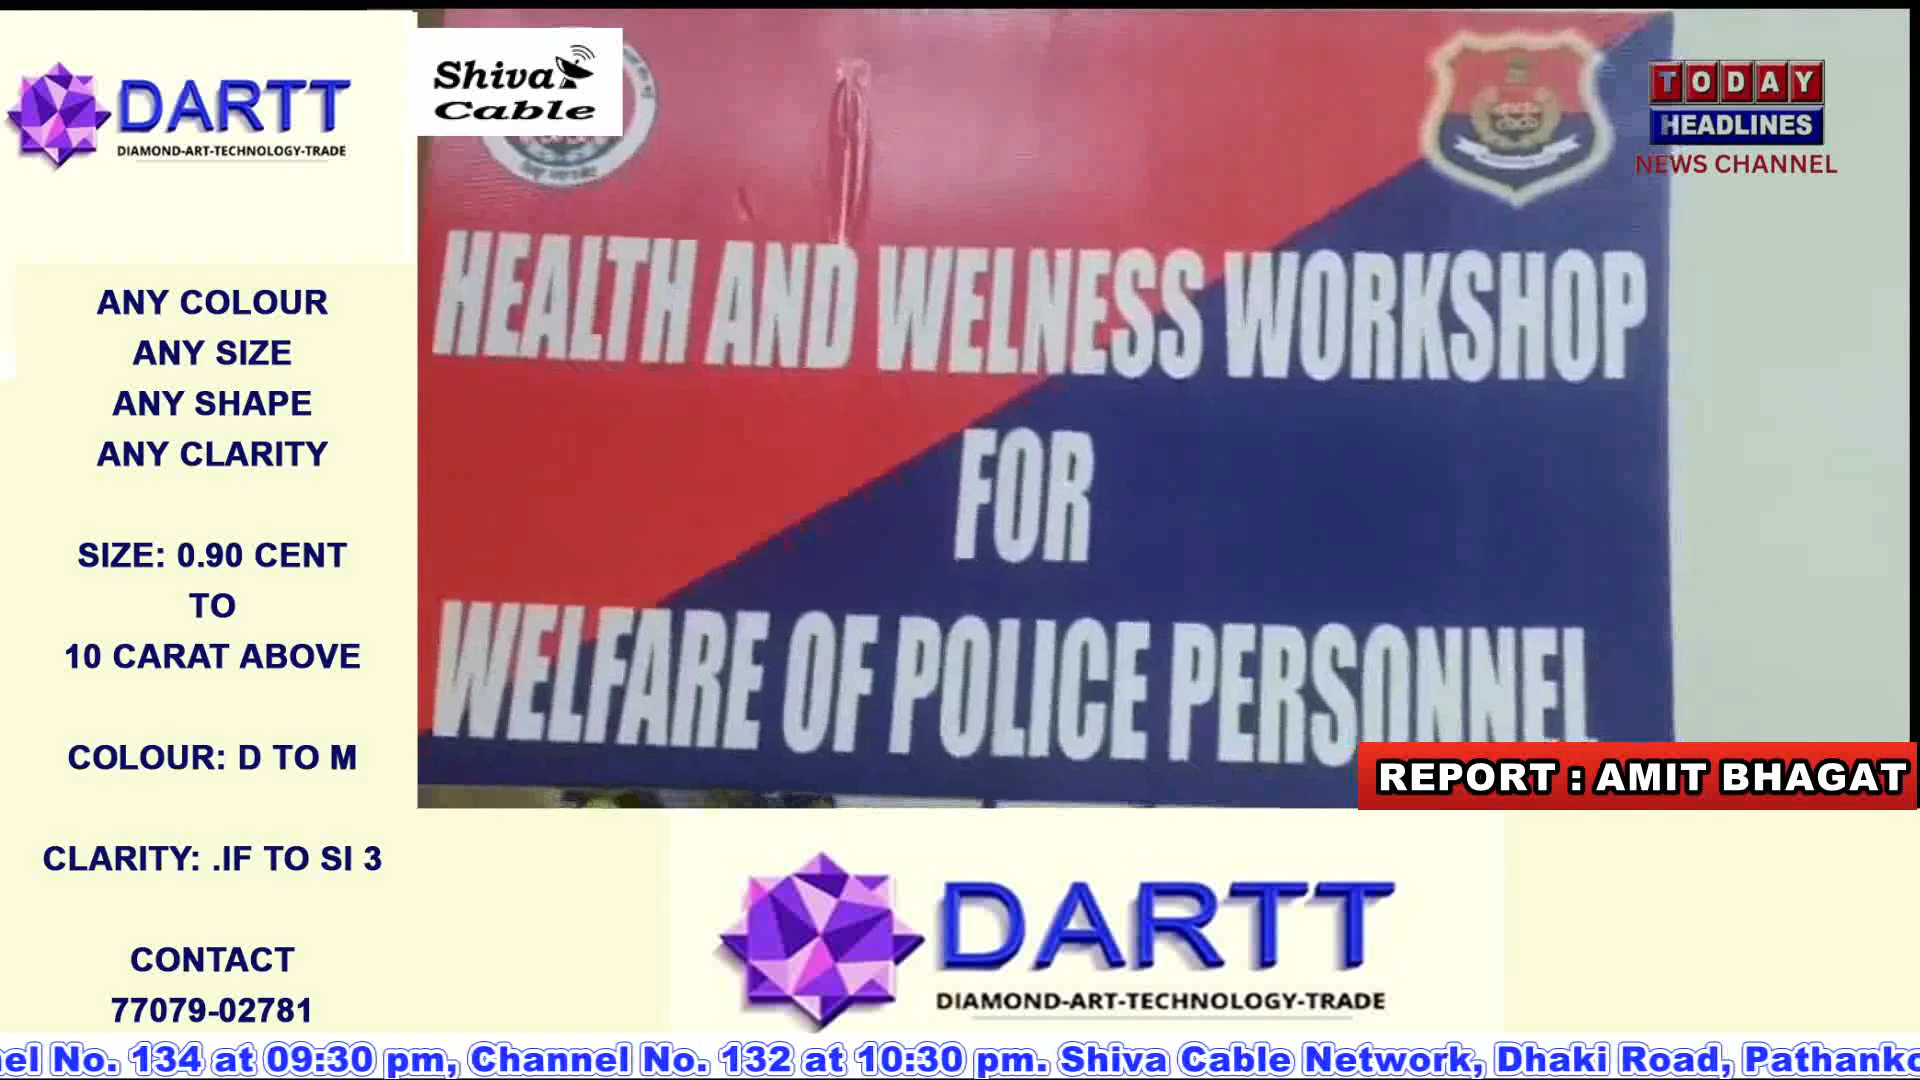 DARTT
DIAMOND-ART-TECHNOLOGY-TRADE
Shiva
Cable
TODAY
HEADLINES
NEWS CHANNEL
ANY COLOUR
ANY SIZE
ANY SHAPE
ANY CLARITY
SIZE: 0.90 CENT
TO
10 CARAT ABOVE
COLOUR: D TO M
CLARITY: .IF TO SI 3
CONTACT
77079-02781
HEALTH AND WELNESS WORKSHOP
FOR
WELFARE OF POLICE PERSONNEL
REPORT : AMIT BHAGAT
DARTT
DIAMOND-ART-TECHNOLOGY-TRADE
nel No. 134 at 09:30 pm, Channel No. 132 at 10:30 pm. Shiva Cable Network, Dhaki Road, Pathanko